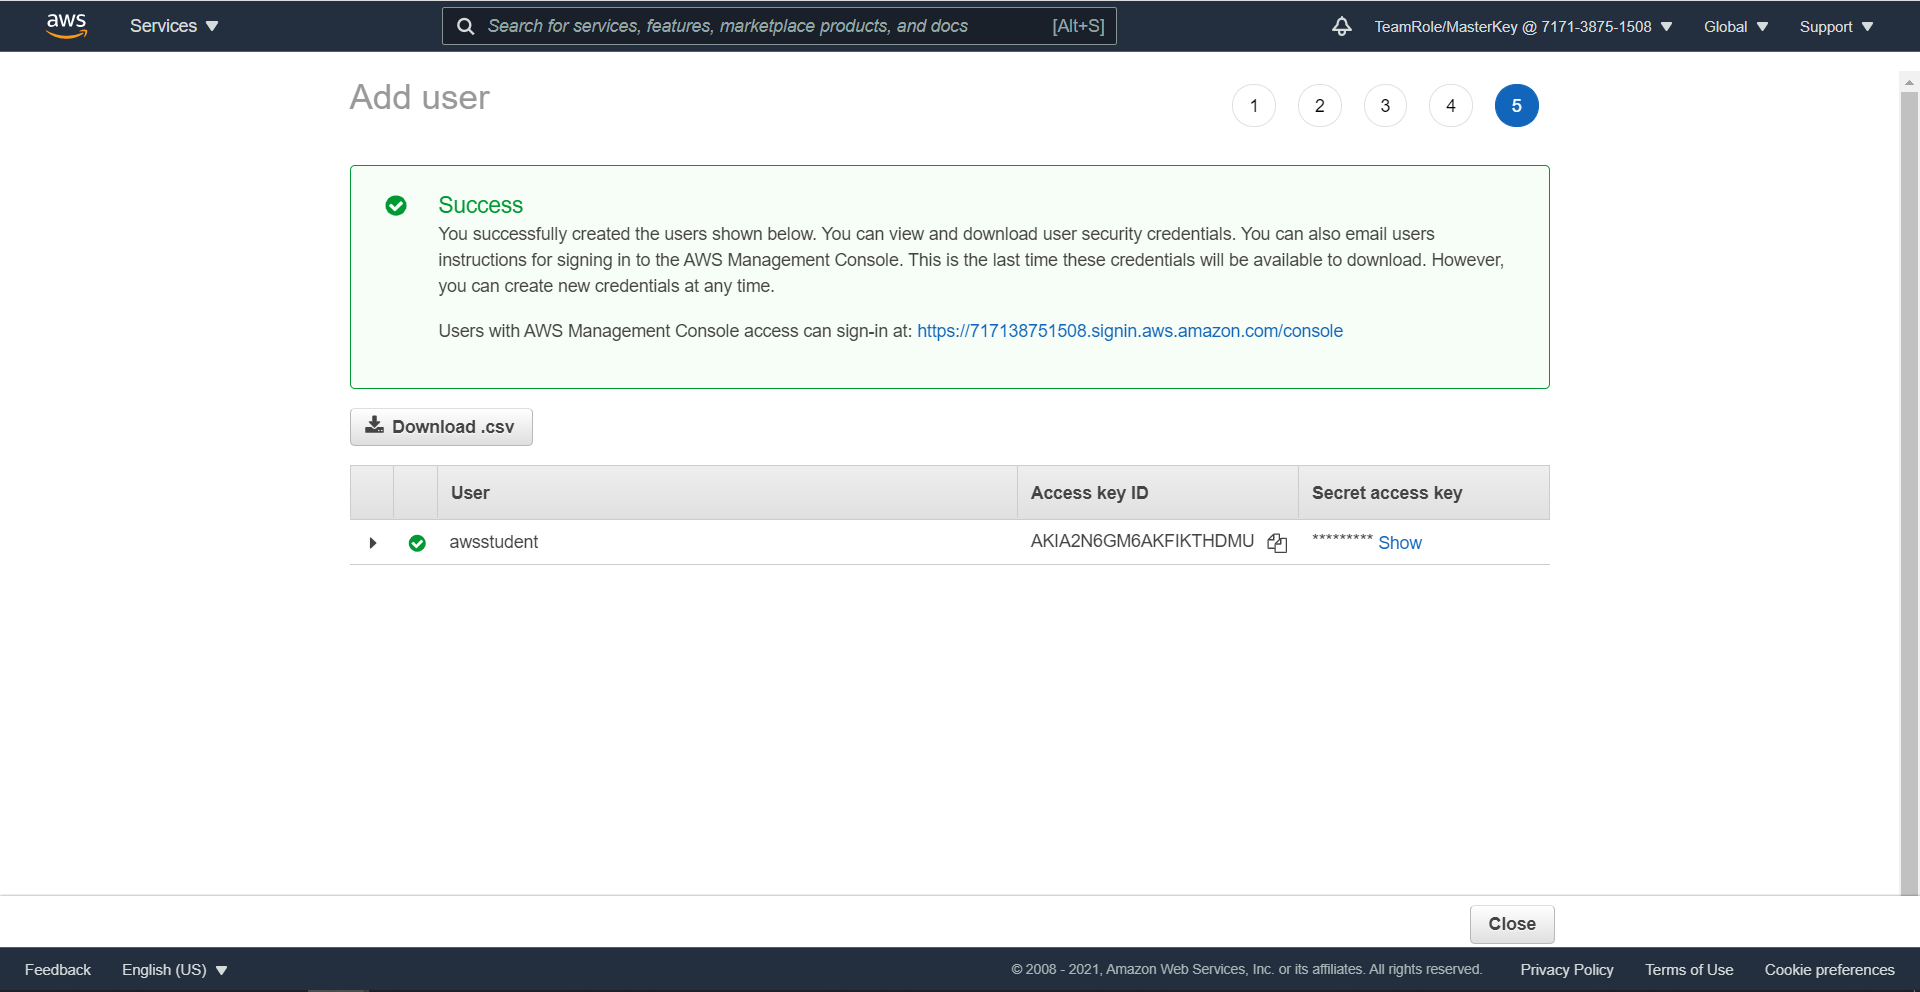 aws
Services
Search for services, features, marketplace products, and docs [Alt+S]
TeamRole/MasterKey @ 7171-3875-1508
Global
Support
Add user
1 2 3 4 5
Success
You successfully created the users shown below. You can view and download user security credentials. You can also email users
instructions for signing in to the AWS Management Console. This is the last time these credentials will be available to download. However,
you can create new credentials at any time.
Users with AWS Management Console access can sign-in at: https://717138751508.signin.aws.amazon.com/console
Download .csv
User Access key ID Secret access key
awsstudent AKIA2N6GM6AKFIKTHDMU ********* Show
Close
Feedback English (US) © 2008 - 2021, Amazon Web Services, Inc. or its affiliates. All rights reserved. Privacy Policy Terms of Use Cookie preferences